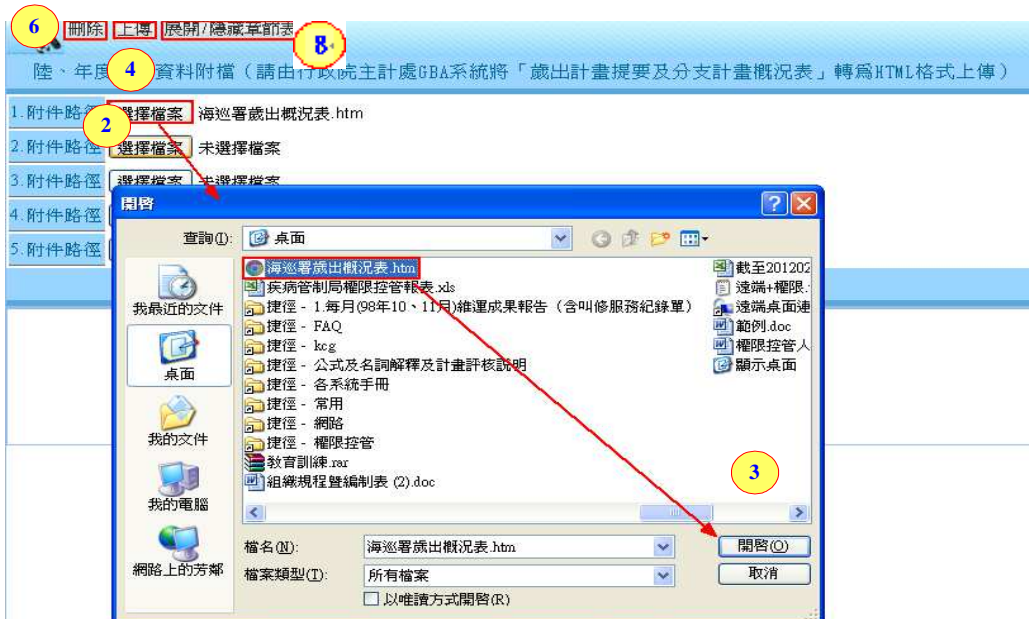 6 刪除 上傳 展開/隱藏章節表
4
陸、年度 資料附檔（請由行政院主計處GBA系統將「歲出計畫提要及分支計畫概況表」轉為HTML格式上傳）
1.附件路徑 選擇檔案 海巡署歲出概況表.htm
2
2.附件路徑 選擇檔案 未選擇檔案
3.附件路徑 選擇檔案 未選擇檔案
4.附件路徑
5.附件路徑
開啓
查詢(I): 桌面
我最近的文件
桌面
我的文件
我的電腦
網路上的芳鄰
海巡署歲出概況表.htm
疾病管制局權限控管報表.xls
捷徑 - 1.每月(98年10、11月)維運成果報告（含叫修服務紀錄單）
捷徑 - FAQ
捷徑 - kcg
捷徑 - 公式及名詞解釋及計畫評核說明
捷徑 - 各系統手冊
捷徑 - 常用
捷徑 - 網路
捷徑 - 權限控管
教育訓練.rar
組織規程暨編制表 (2).doc
截至201202
遠端+權限.
遠端桌面連
範例.doc
權限控管人
顯示桌面
3
檔名(N): 海巡署歲出概況表.htm 開啓(O)
檔案類型(T): 所有檔案 取消
以唯讀方式開啓(R)